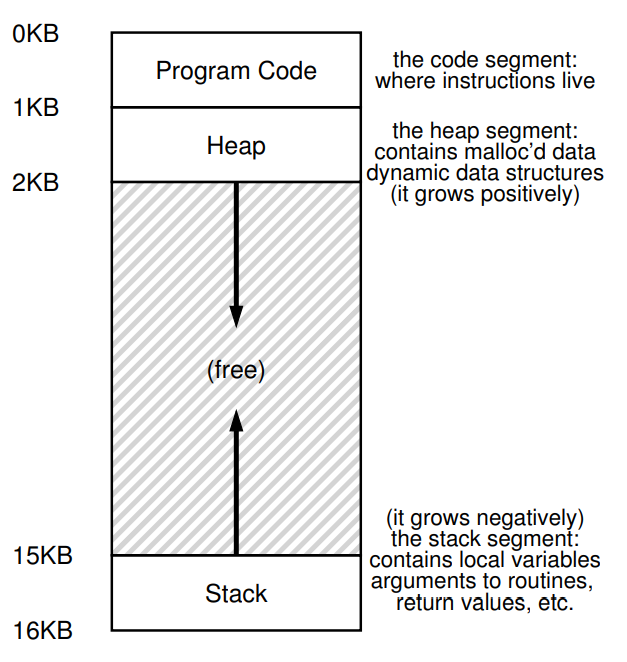 0KB
Program Code
the code segment:
where instructions live
1KB
Heap
the heap segment:
contains malloc'd data
dynamic data structures
(it grows positively)
2KB
(free)
(it grows negatively)
the stack segment:
contains local variables
arguments to routines,
return values, etc.
15KB
Stack
16KB